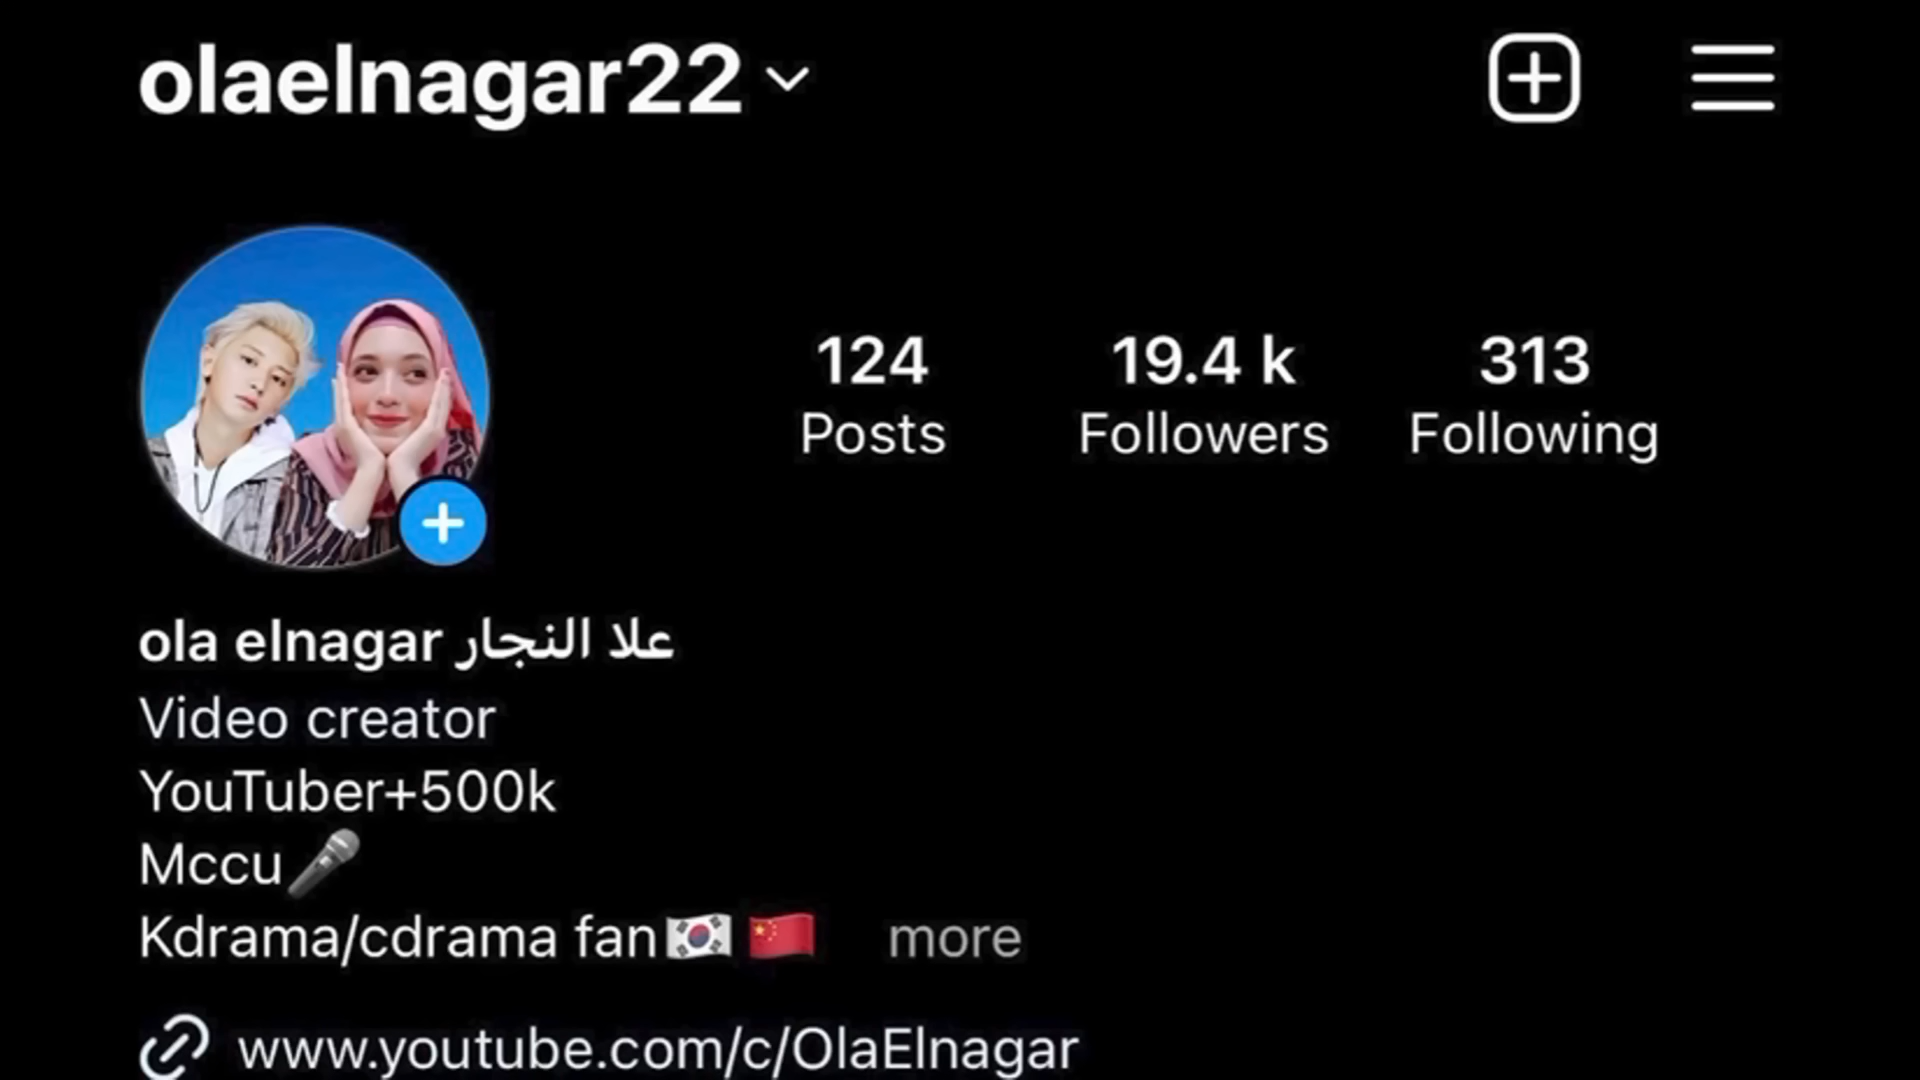 olaelnagar22
124 19.4 k 313
Posts Followers Following
ola elnagar علا النجار
Video creator
YouTuber+500k
Mccu🎤
Kdrama/cdrama fan🇰🇷🇨🇳 more
www.youtube.com/c/OlaElnagar